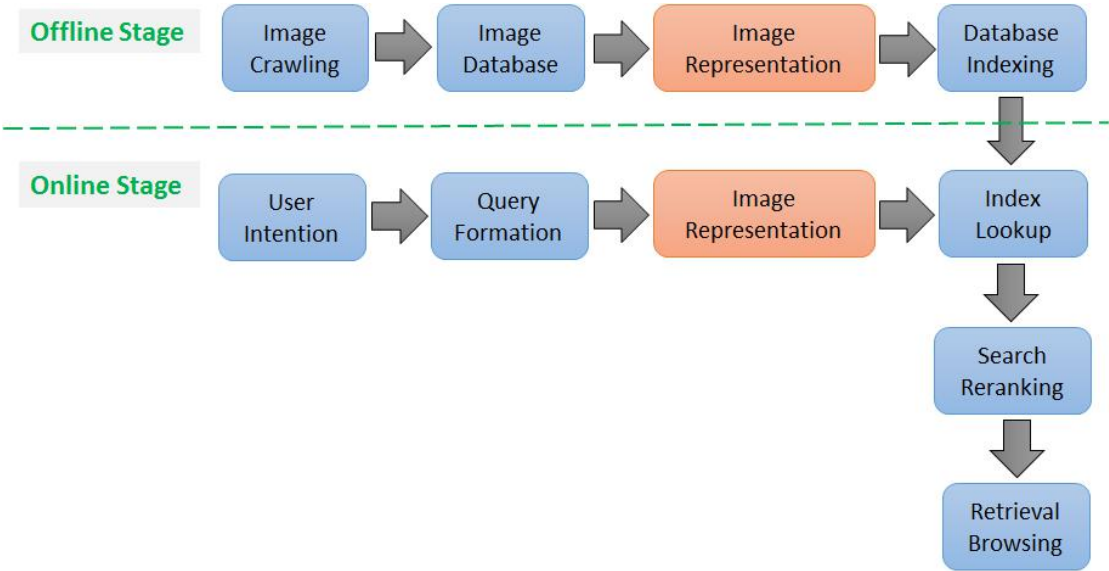 Offline Stage
Image
Crawling
Image
Database
Image
Representation
Database
Indexing
Online Stage
User
Intention
Query
Formation
Image
Representation
Index
Lookup
Search
Reranking
Retrieval
Browsing